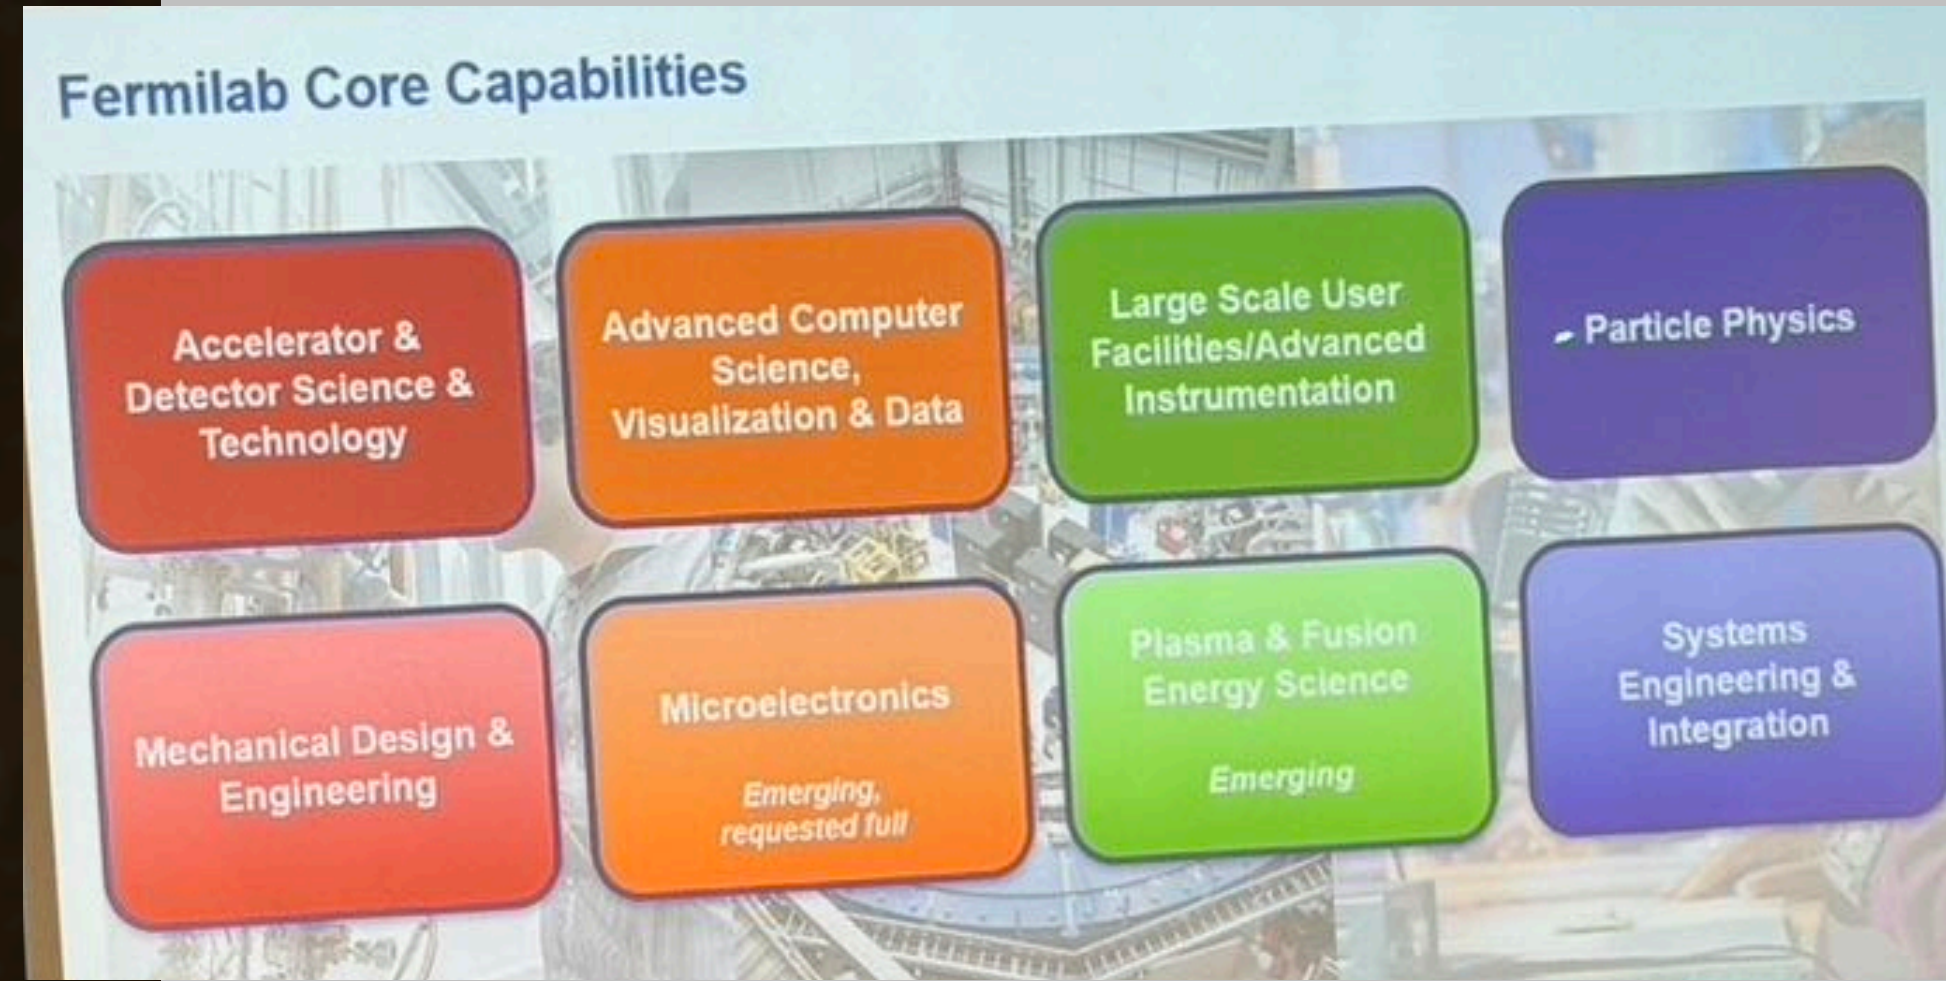 Fermilab Core Capabilities
Accelerator &
Detector Science &
Technology
Advanced Computer
Science,
Visualization & Data
Large Scale User
Facilities/Advanced
Instrumentation
Particle Physics
Mechanical Design &
Engineering
Microelectronics
Emerging,
requested full
Plasma & Fusion
Energy Science
Emerging
Systems
Engineering &
Integration